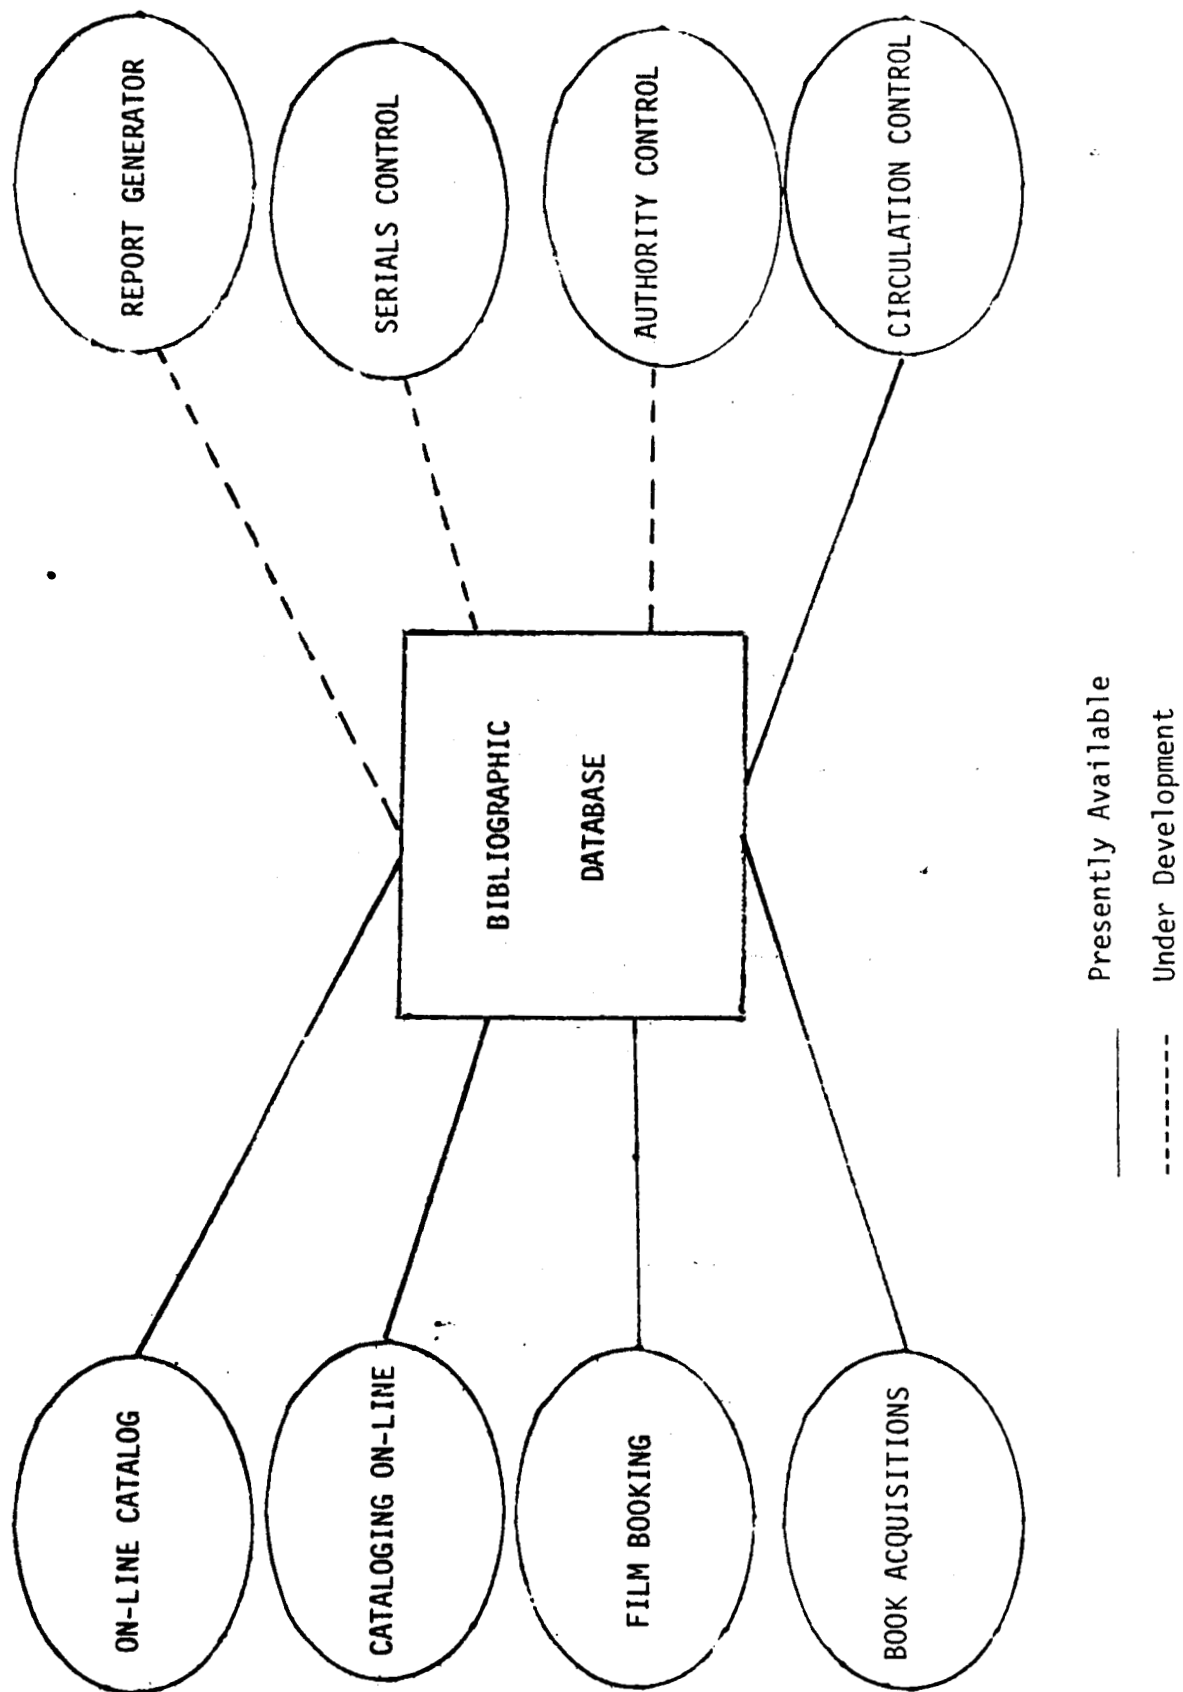 ON-LINE CATALOG
CATALOGING ON-LINE
FILM BOOKING
BOOK ACQUISITIONS
BIBLIOGRAPHIC
DATABASE
REPORT GENERATOR
SERIALS CONTROL
AUTHORITY CONTROL
CIRCULATION CONTROL
Presently Available
Under Development